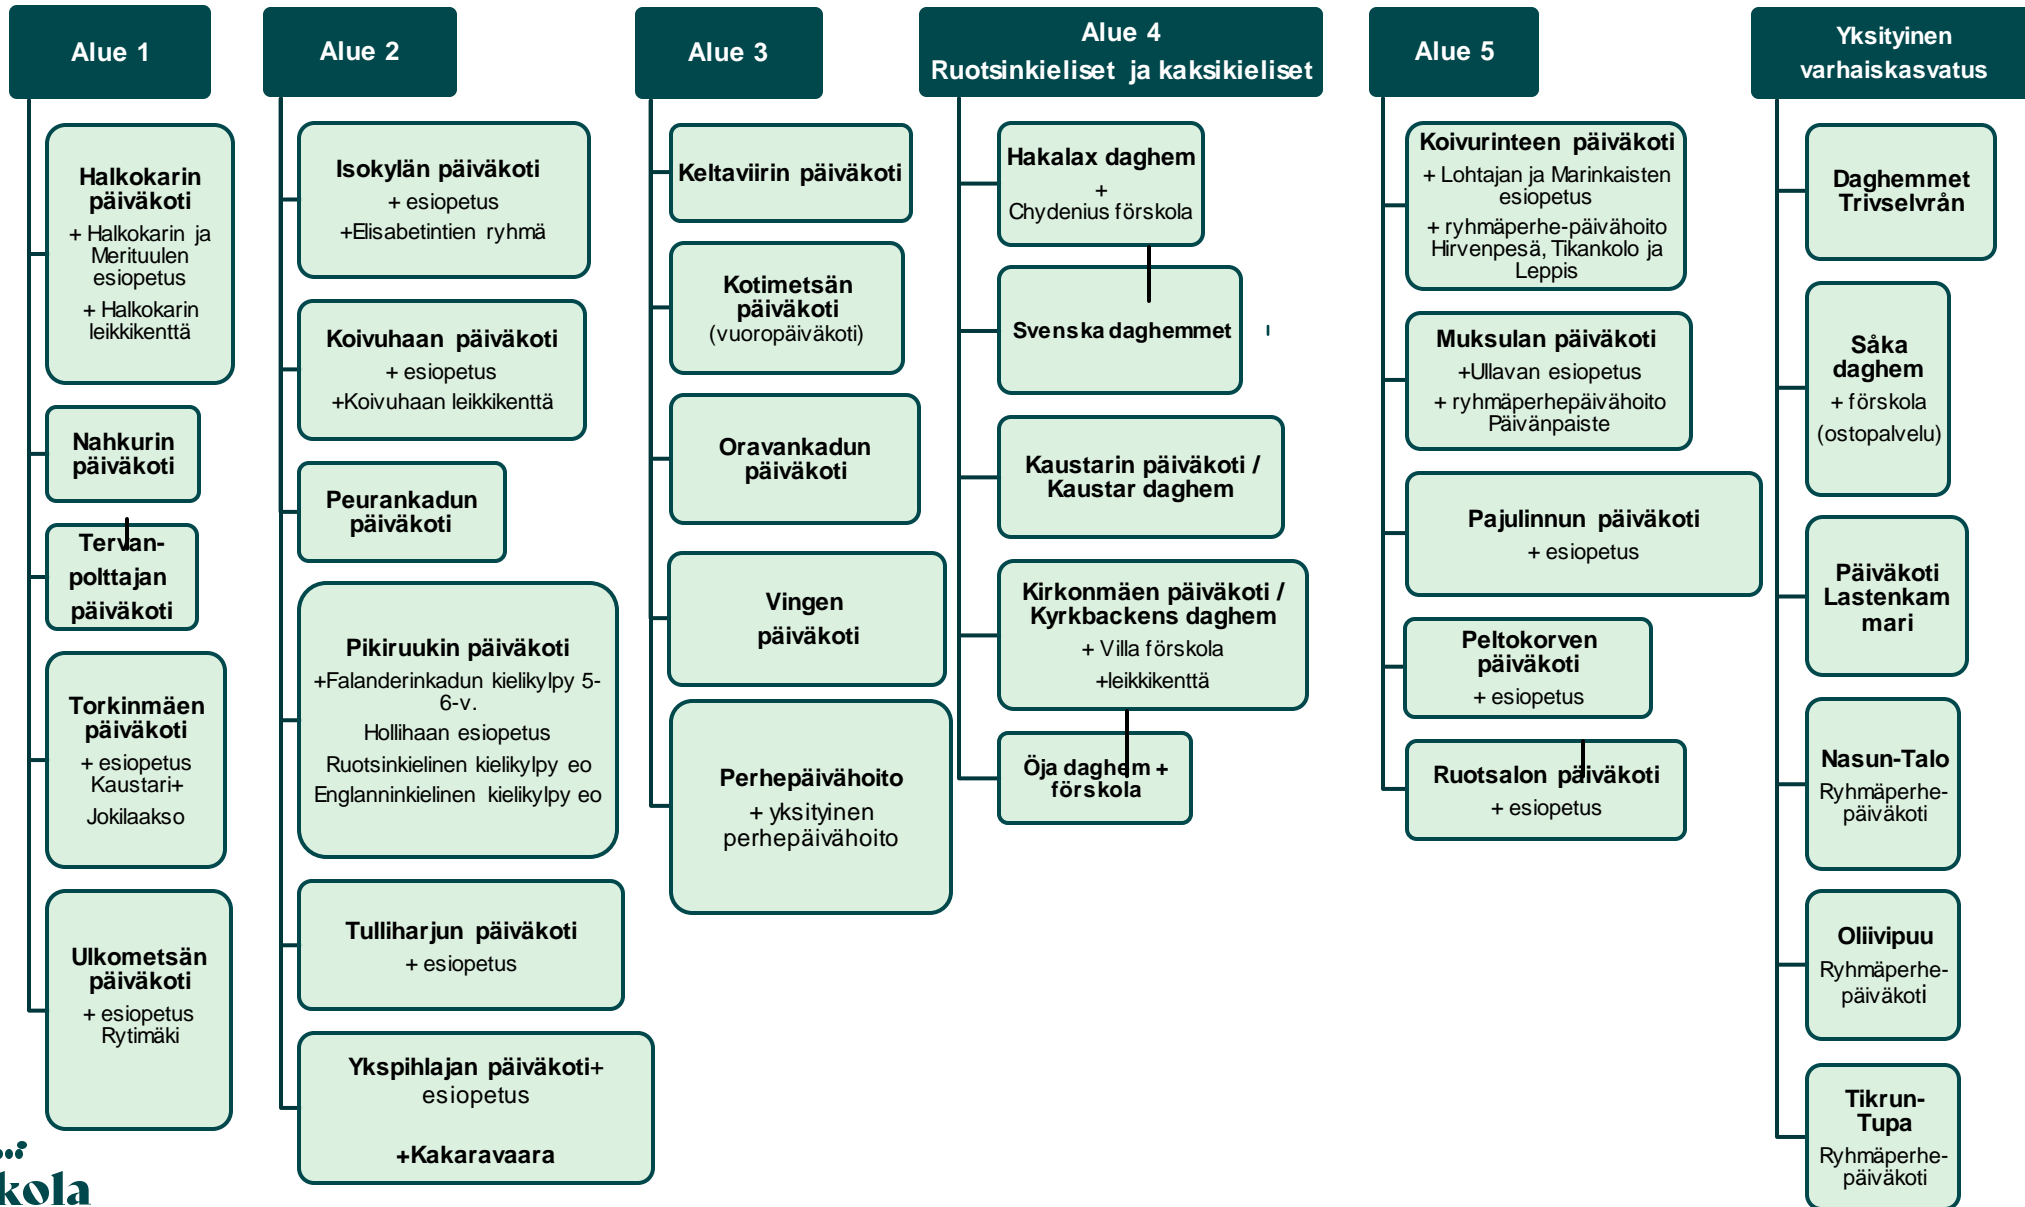 Alue 1
Halkokarin
päiväkoti
+ Halkokarin ja
Merituulen
esiopetus
+ Halkokarin
leikkikenttä
Nahkurin
päiväkoti
Tervan-
polttajan
päiväkoti
Torkinmäen
päiväkoti
+ esiopetus
Kaustari+
Jokilaakso
Ulkometsän
päiväkoti
+ esiopetus
Rytimäki
Alue 2
Isokylän päiväkoti
+ esiopetus
+Elisabetintien ryhmä
Koivuhaan päiväkoti
+ esiopetus
+Koivuhaan leikkikenttä
Peurankadun
päiväkoti
Pikiruukin päiväkoti
+Falanderinkadun kielikylpy 5-
6-v.
Hollihaan esiopetus
Ruotsinkielinen kielikylpy eo
Englanninkielinen kielikylpy eo
Tulliharjun päiväkoti
+ esiopetus
Ykspihlajan päiväkoti+
esiopetus
+Kakaravaara
Alue 3
Keltaviirin päiväkoti
Kotimetsän
päiväkoti
(vuoropäiväkoti)
Oravankadun
päiväkoti
Vingen
päiväkoti
Perhepäivähoito
+ yksityinen
perhepäivähoito
Alue 4
Ruotsinkieliset ja kaksikieliset
Hakalax daghem
+
Chydenius förskola
Svenska daghemmet
Kaustarin päiväkoti /
Kaustar daghem
Kirkonmäen päiväkoti /
Kyrkbackens daghem
+ Villa förskola
+leikkikenttä
Öja daghem +
förskola
Alue 5
Koivurinteen päiväkoti
+ Lohtajan ja Marinkaisten
esiopetus
+ ryhmäperhe-päivähoito
Hirvenpesä, Tikankolo ja
Leppis
Muksulan päiväkoti
+Ullavan esiopetus
+ ryhmäperhepäivähoito
Päivänpaiste
Pajulinnun päiväkoti
+ esiopetus
Peltokorven
päiväkoti
+ esiopetus
Ruotsalon päiväkoti
+ esiopetus
Yksityinen
varhaiskasvatus
Daghemmet
Trivselvrån
Såka
daghem
+ förskola
(ostopalvelu)
Päiväkoti
Lastenkam
mari
Nasun-Talo
Ryhmäperhe-
päiväkoti
Oliivipuu
Ryhmäperhe-
päiväkoti
Tikrun-
Tupa
Ryhmäperhe-
päiväkoti
kola